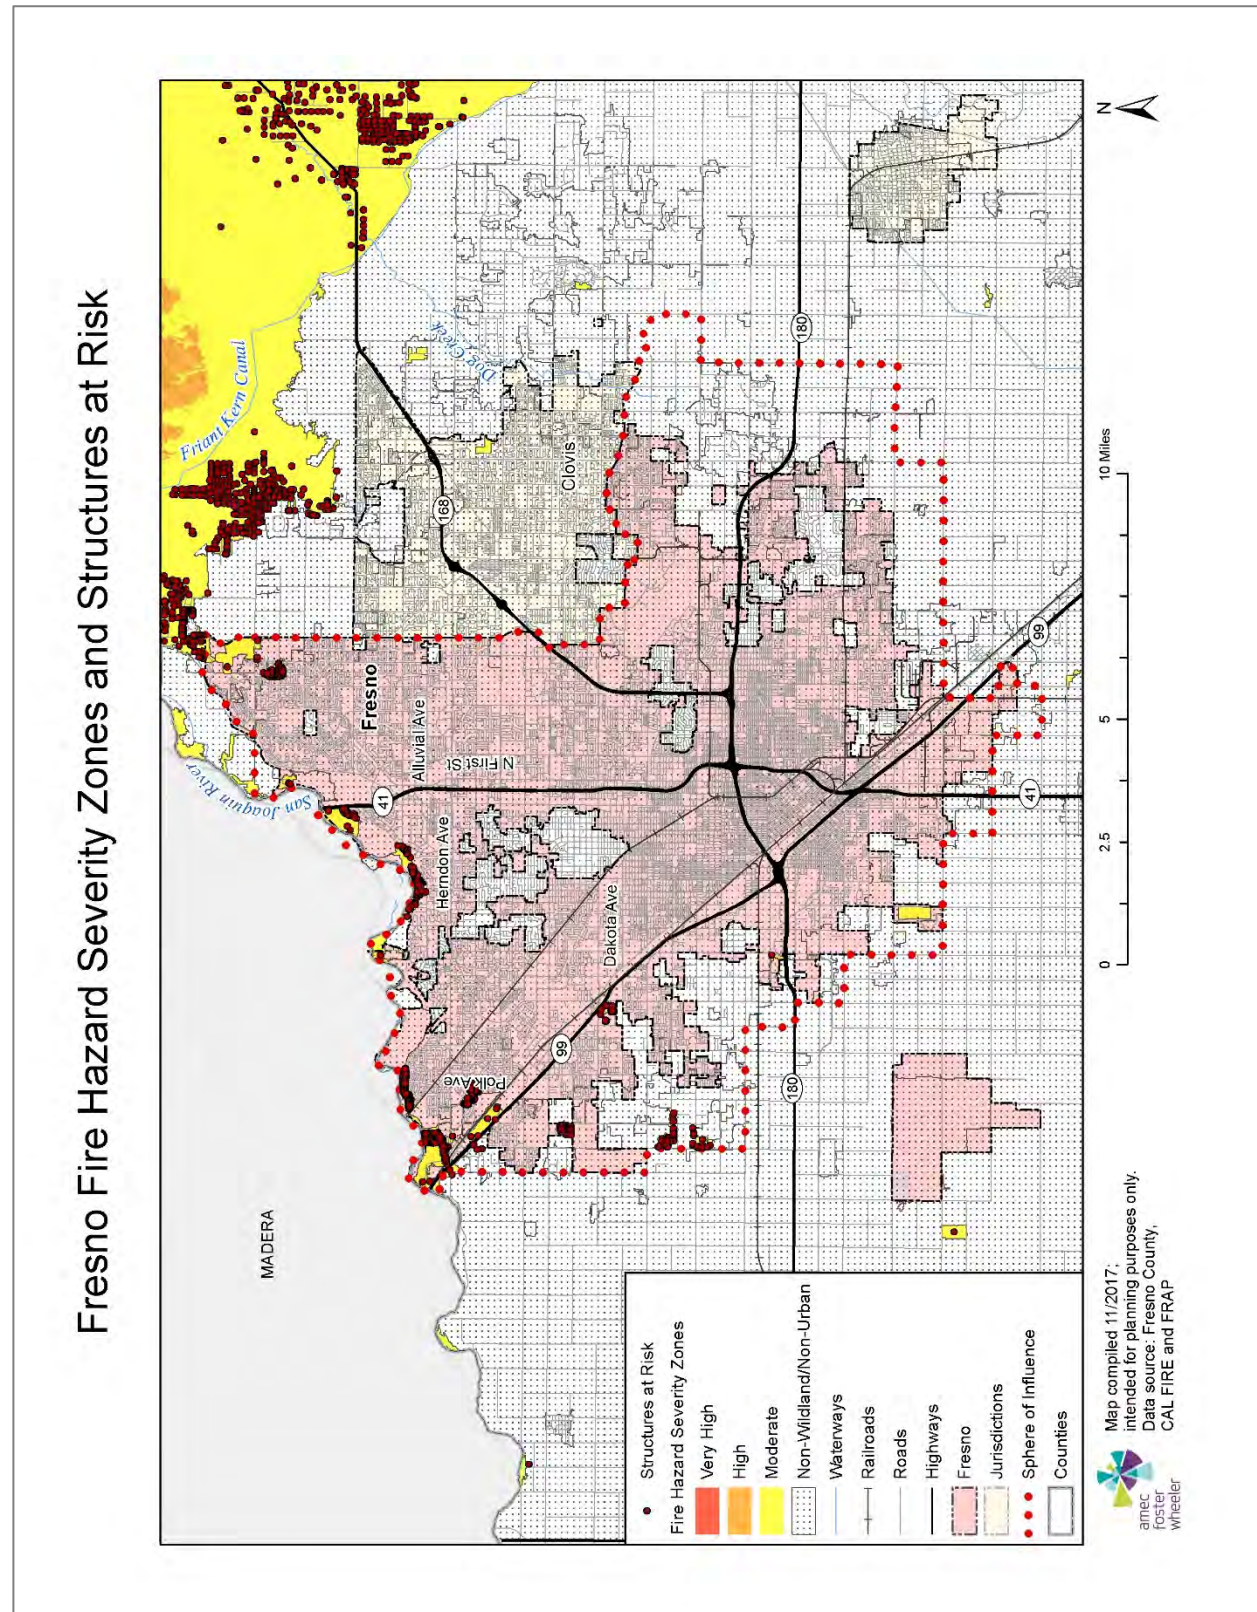 Fresno Fire Hazard Severity Zones and Structures at Risk
MADERA
San Joaquin River
Friant Kern Canal
Dog Creek
Fresno
Clovis
Alluvial Ave
N First St
Herndon Ave
Dakota Ave
Polk Ave
41
168
180
99
99
180
41
N
Structures at Risk
Fire Hazard Severity Zones
Very High
High
Moderate
Non-Wildland/Non-Urban
Waterways
Railroads
Roads
Highways
Fresno
Jurisdictions
Sphere of Influence
Counties
0 2.5 5 10 Miles
amec
foster
wheeler
Map compiled 11/2017;
intended for planning purposes only.
Data source: Fresno County,
CAL FIRE and FRAP